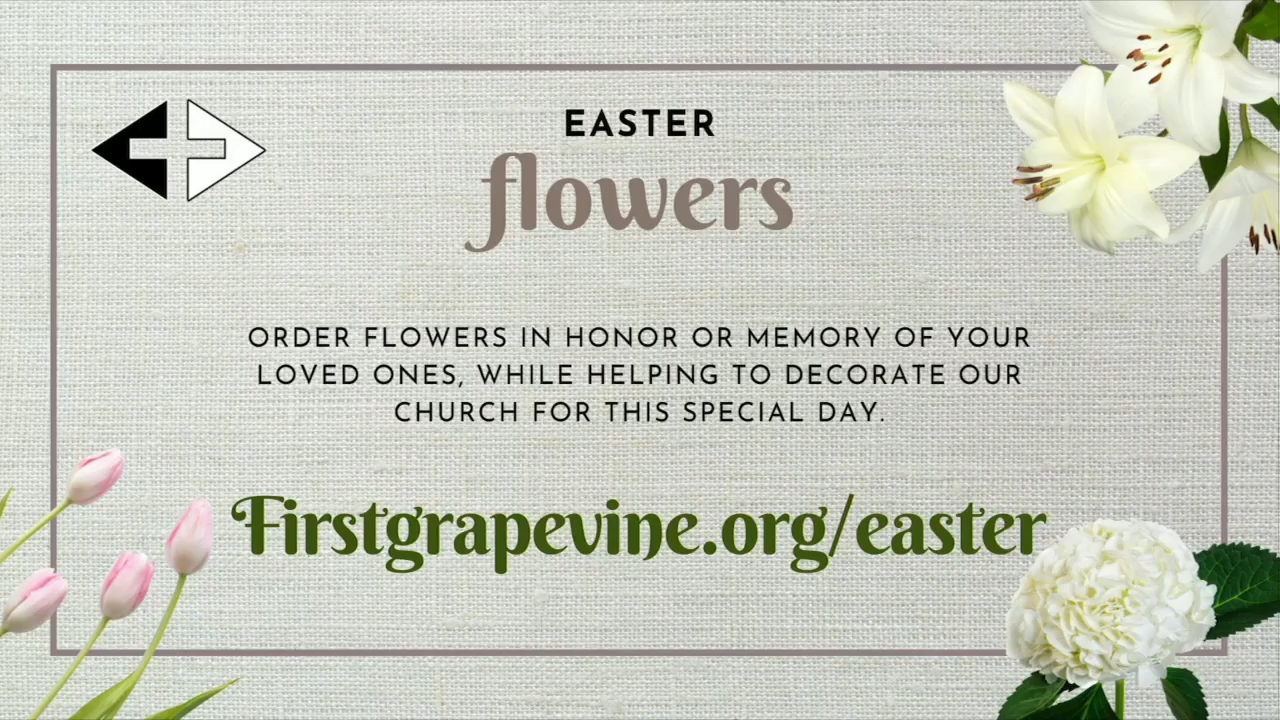 EASTER
flowers
ORDER FLOWERS IN HONOR OR MEMORY OF YOUR
LOVED ONES, WHILE HELPING TO DECORATE OUR
CHURCH FOR THIS SPECIAL DAY.
Firstgrapevine.org/easter